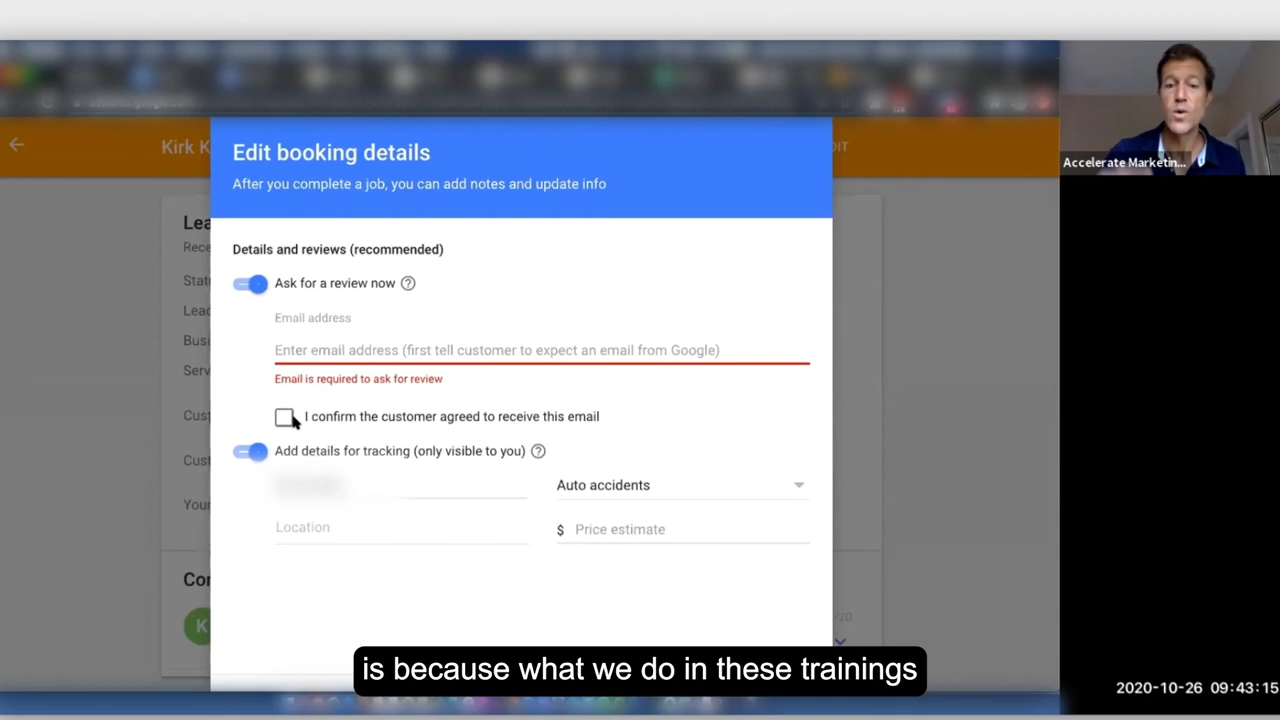 Kirk K
DIT
Edit booking details
After you complete a job, you can add notes and update info
Accelerate Marketin...
Lea
Rece
Details and reviews (recommended)
Stat
Ask for a review now
Lead
Email address
Busi
Enter email address (first tell customer to expect an email from Google)
Serv
Email is required to ask for review
Cust
I confirm the customer agreed to receive this email
Cust
Add details for tracking (only visible to you)
Auto accidents
Your
Location
$ Price estimate
Con
K
/20
is because what we do in these trainings
2020-10-26 09:43:15